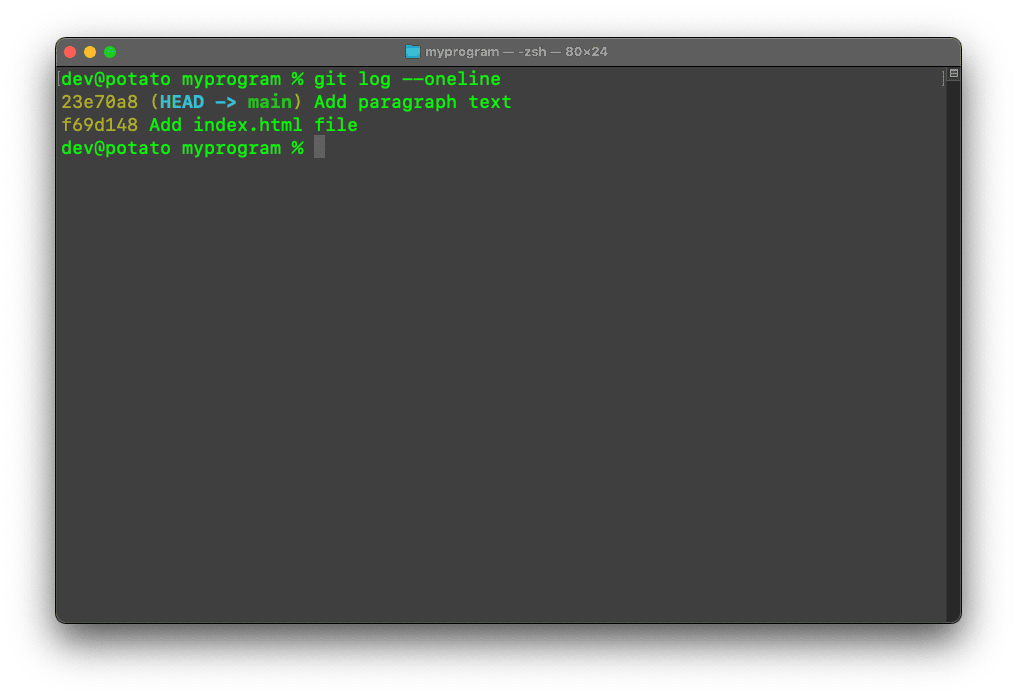 myprogram — -zsh — 80×24
[dev@potato myprogram % git log --oneline ]
23e70a8 (HEAD -> main) Add paragraph text
f69d148 Add index.html file
dev@potato myprogram %